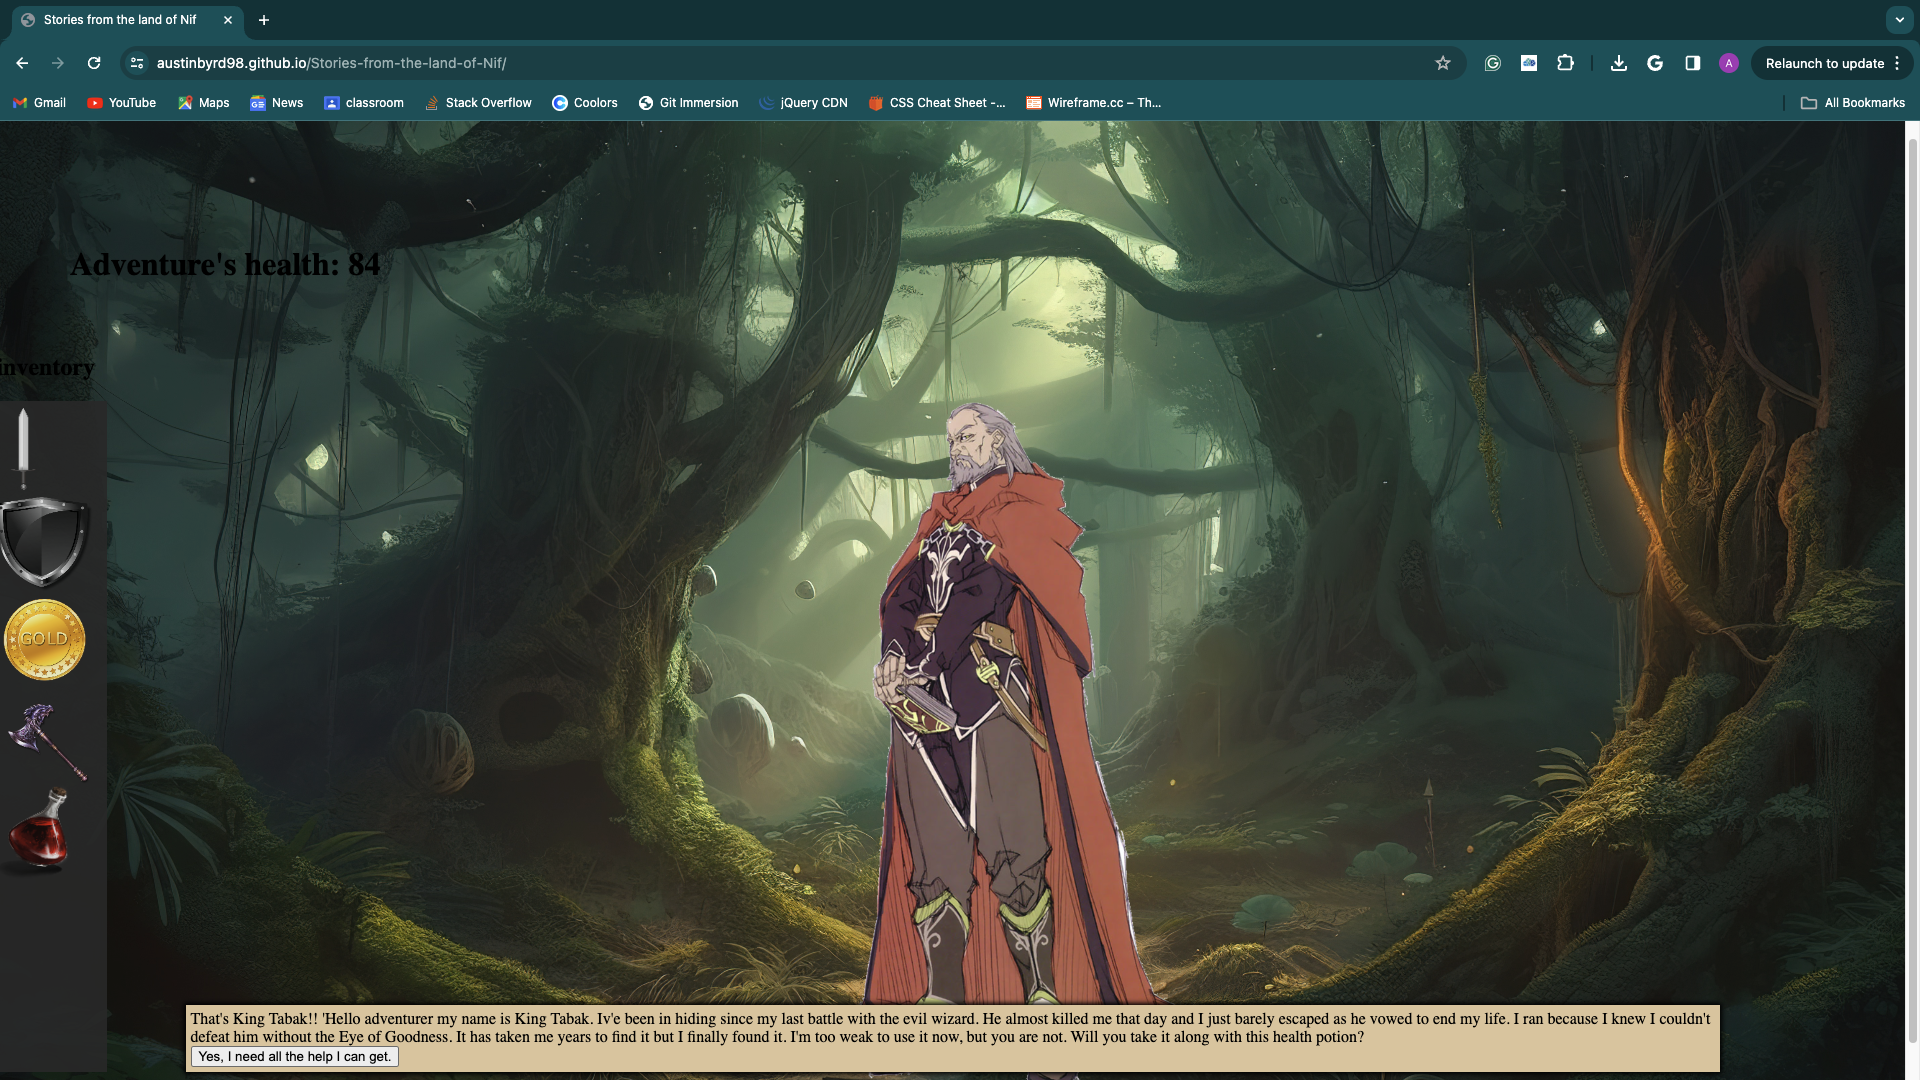 Stories from the land of Nif
austinbyrd98.github.io/Stories-from-the-land-of-Nif/
A
Relaunch to update
Gmail
YouTube
Maps
News
classroom
Stack Overflow
Coolors
Git Immersion
jQuery CDN
CSS Cheat Sheet -...
Wireframe.cc – Th...
All Bookmarks
Adventure's health: 84
inventory
GOLD
That's King Tabak!! 'Hello adventurer my name is King Tabak. Iv'e been in hiding since my last battle with the evil wizard. He almost killed me that day and I just barely escaped as he vowed to end my life. I ran because I knew I couldn't
defeat him without the Eye of Goodness. It has taken me years to find it but I finally found it. I'm too weak to use it now, but you are not. Will you take it along with this health potion?
Yes, I need all the help I can get.